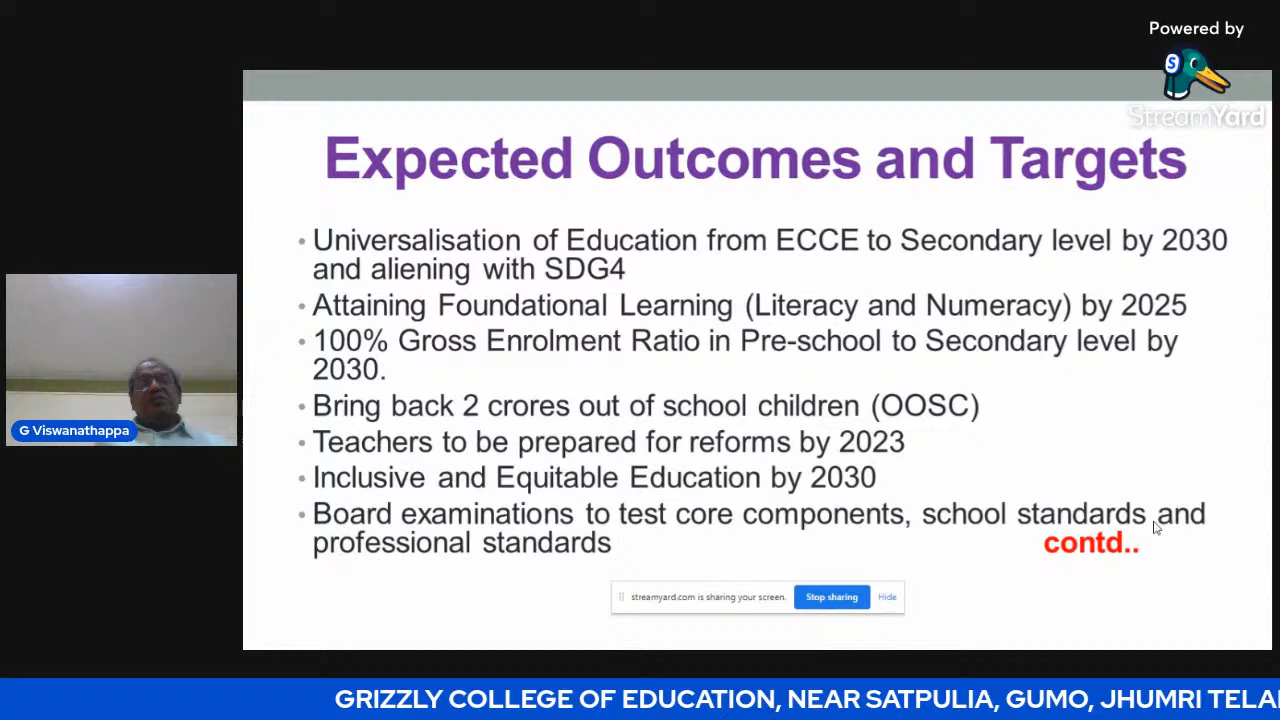 Powered by
StreamYard
Expected Outcomes and Targets
• Universalisation of Education from ECCE to Secondary level by 2030
and aliening with SDG4
• Attaining Foundational Learning (Literacy and Numeracy) by 2025
• 100% Gross Enrolment Ratio in Pre-school to Secondary level by
2030.
• Bring back 2 crores out of school children (OOSC)
• Teachers to be prepared for reforms by 2023
• Inclusive and Equitable Education by 2030
• Board examinations to test core components, school standards and
professional standards contd..
G Viswanathappa
streamyard.com is sharing your screen. Stop sharing Hide
GRIZZLY COLLEGE OF EDUCATION, NEAR SATPULIA, GUMO, JHUMRI TELA